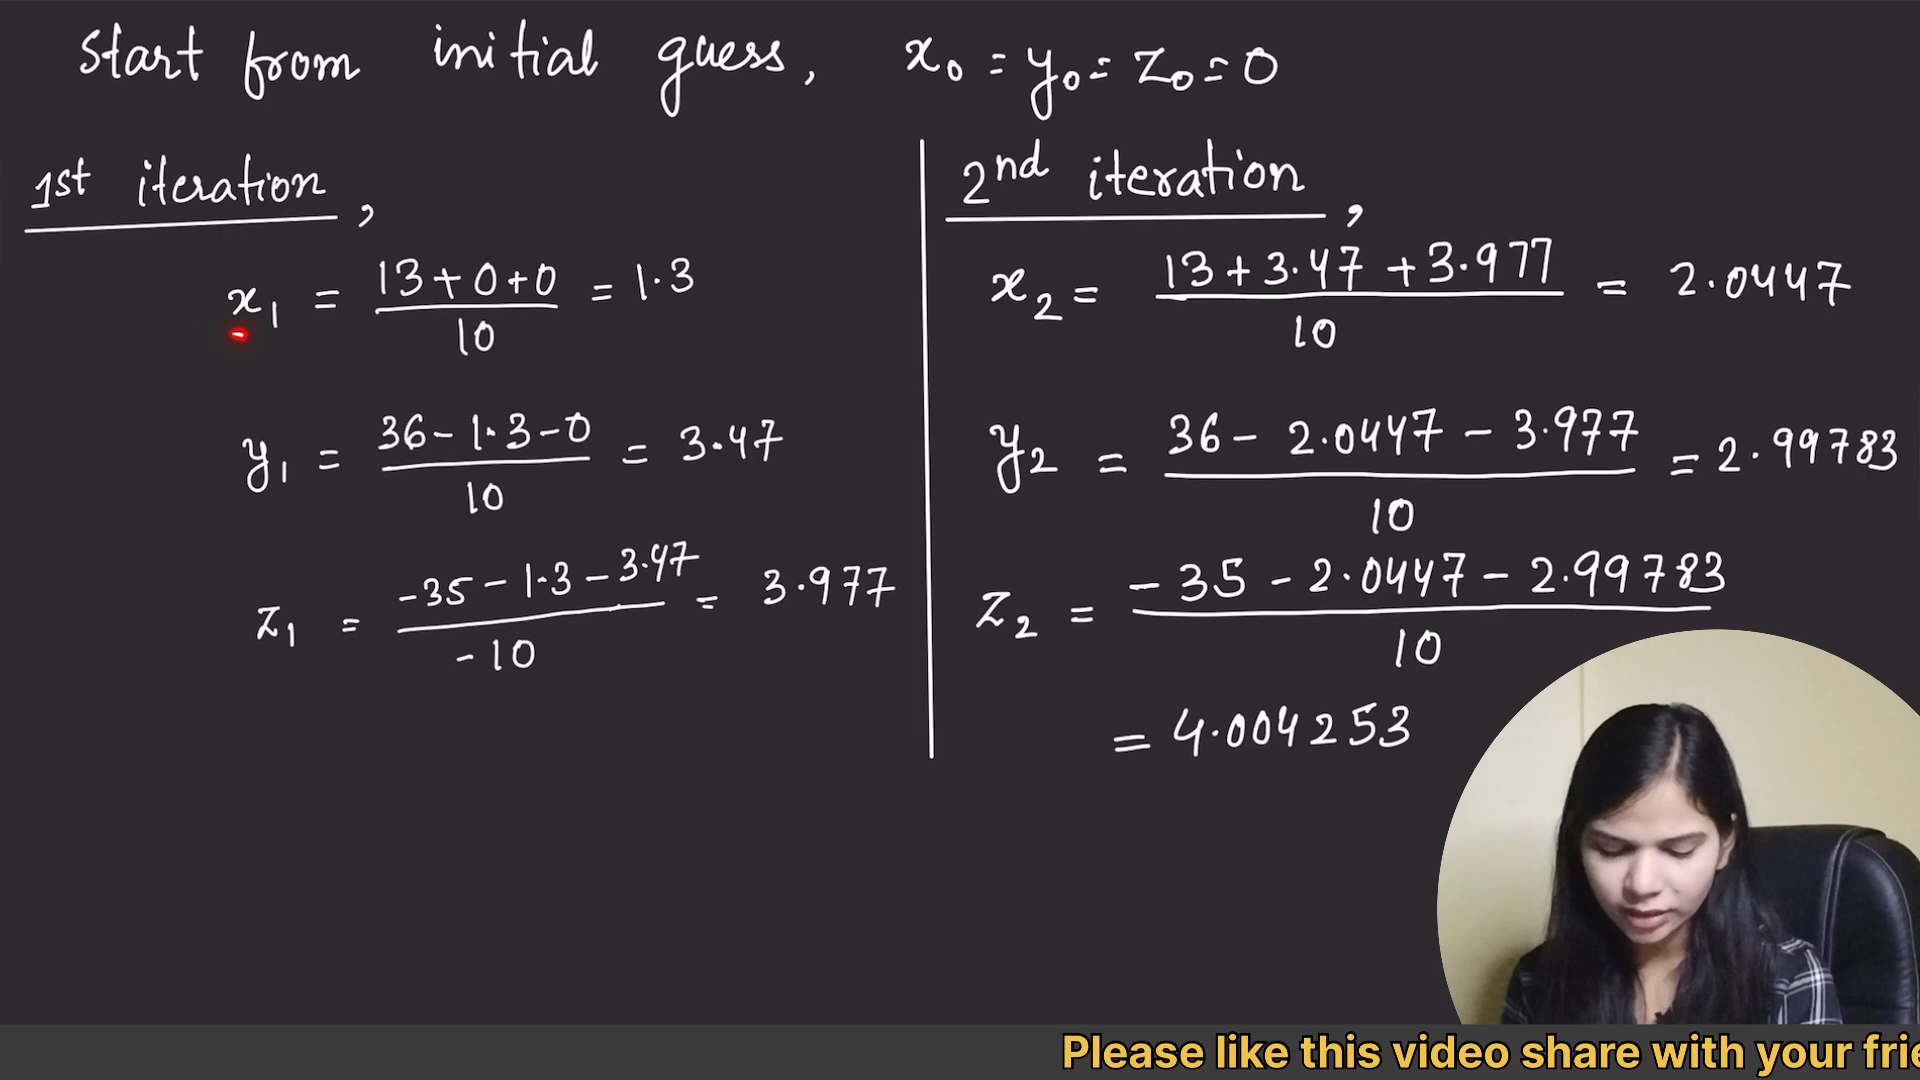 Start from initial guess, x₀ = y₀ = z₀ = 0
1st iteration,
x₁ = (13 + 0 + 0) / 10 = 1.3
y₁ = (36 - 1.3 - 0) / 10 = 3.47
z₁ = (-35 - 1.3 - 3.47) / -10 = 3.977
2nd iteration,
x₂ = (13 + 3.47 + 3.977) / 10 = 2.0447
y₂ = (36 - 2.0447 - 3.977) / 10 = 2.99783
z₂ = (-35 - 2.0447 - 2.99783) / 10
= 4.004253
Please like this video share with your frie